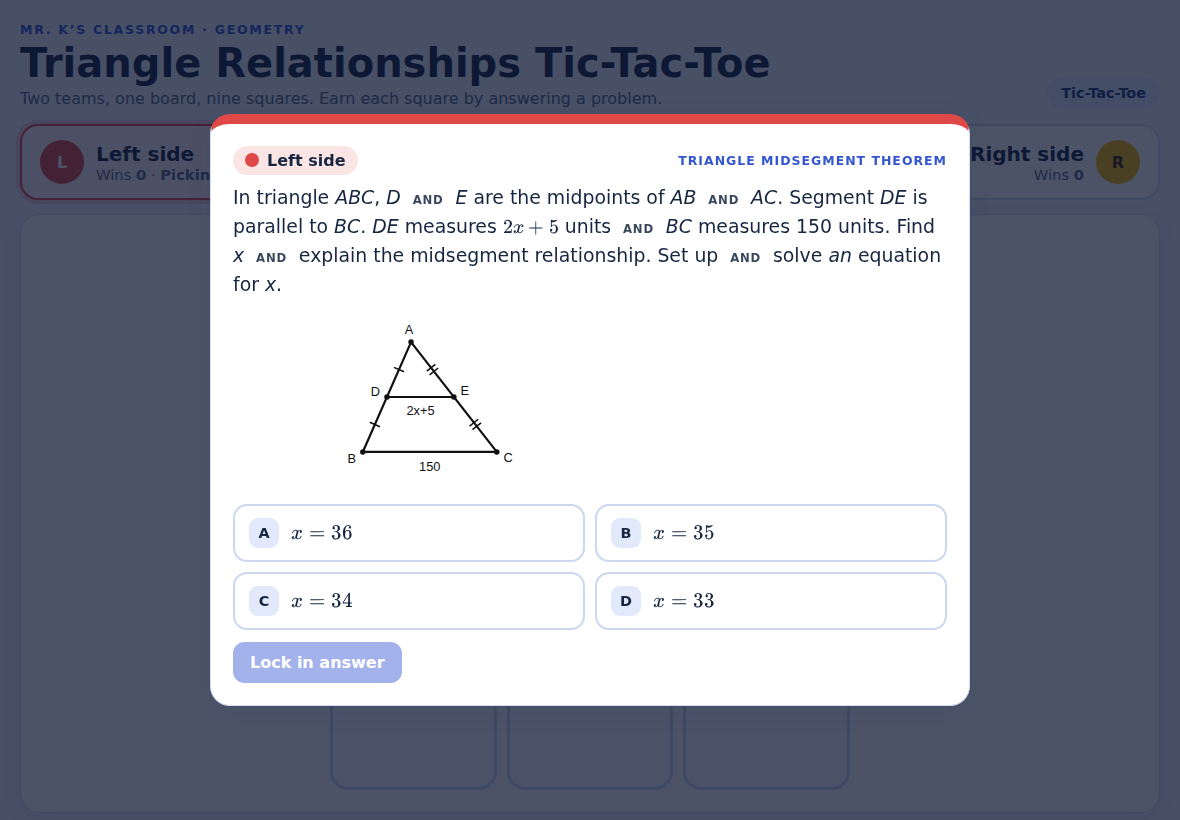 MR. K'S CLASSROOM · GEOMETRY
Triangle Relationships Tic-Tac-Toe
Two teams, one board, nine squares. Earn each square by answering a problem.
Tic-Tac-Toe
L
Left side
Wins 0 · Pickin
Right side
Wins 0
R
Left side
TRIANGLE MIDSEGMENT THEOREM
In triangle ABC, D AND E are the midpoints of AB AND AC. Segment DE is
parallel to BC. DE measures 2x + 5 units AND BC measures 150 units. Find
x AND explain the midsegment relationship. Set up AND solve an equation
for x.
A
D
E
2x+5
B
C
150
A x = 36
B x = 35
C x = 34
D x = 33
Lock in answer